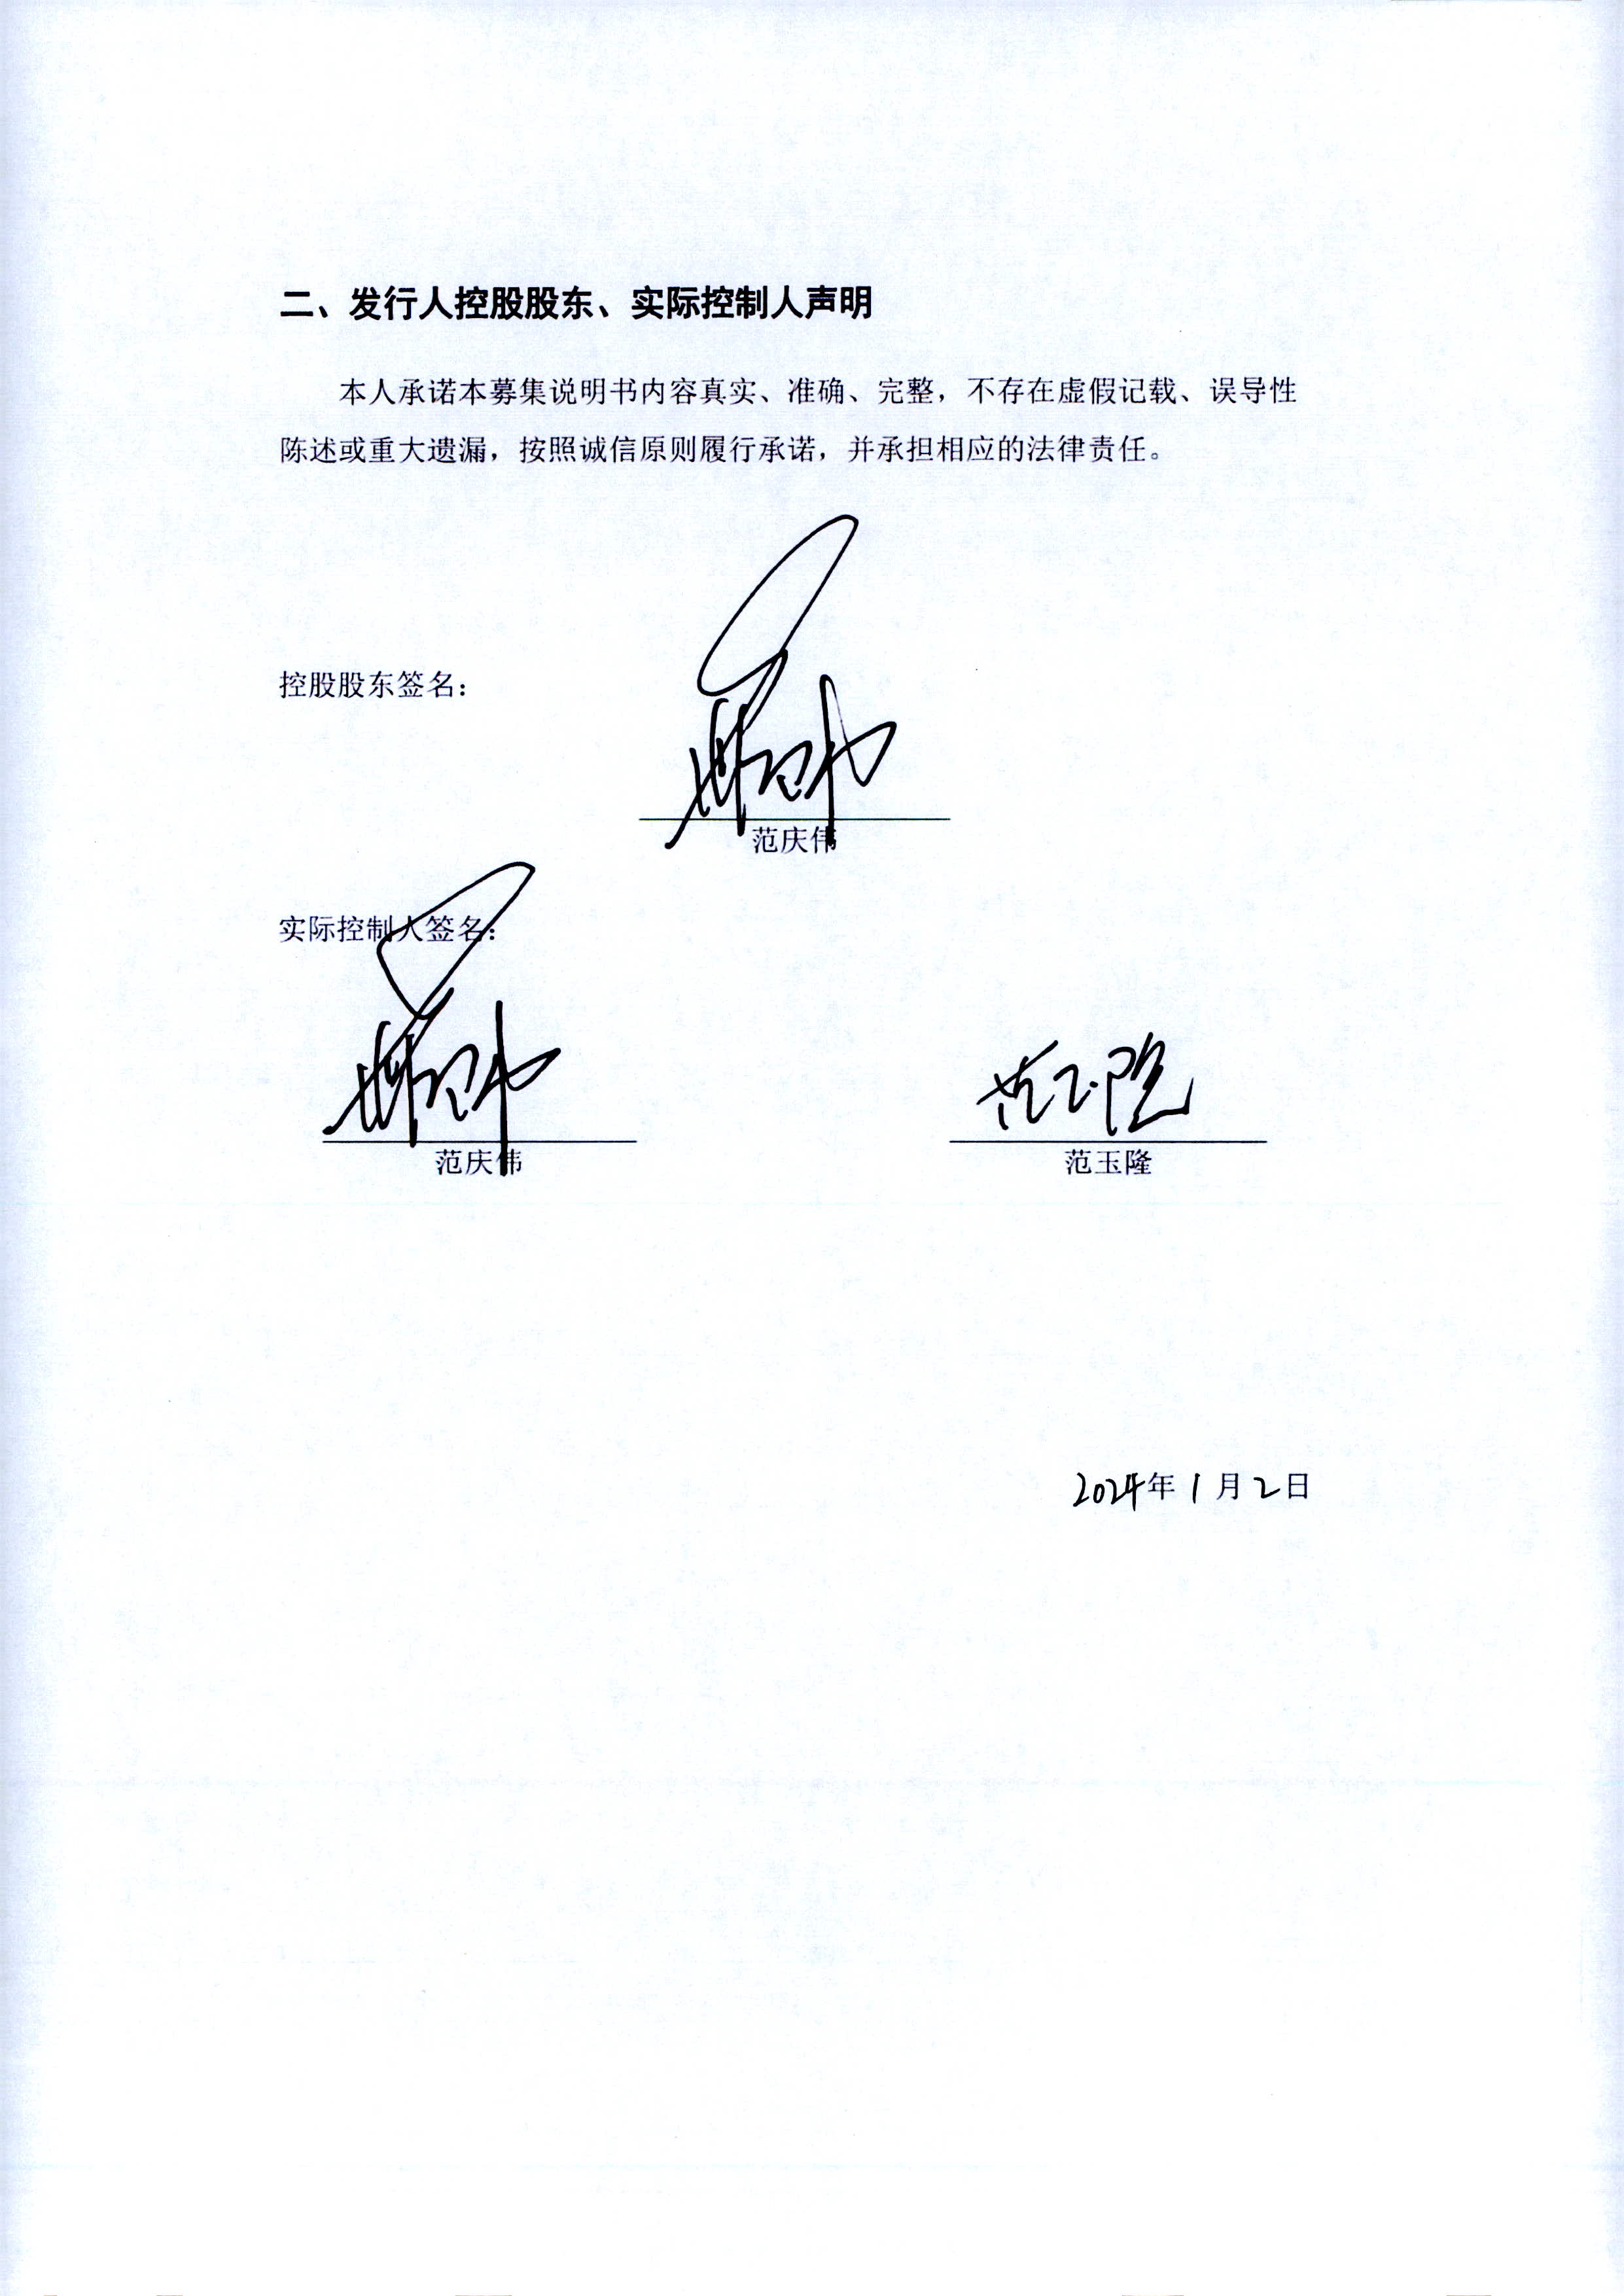 二、发行人控股股东、实际控制人声明
本人承诺本募集说明书内容真实、准确、完整，不存在虚假记载、误导性
陈述或重大遗漏，按照诚信原则履行承诺，并承担相应的法律责任。
控股股东签名：
范庆伟
实际控制人签名：
范玉隆
范庆伟
范玉隆
2024年1月2日